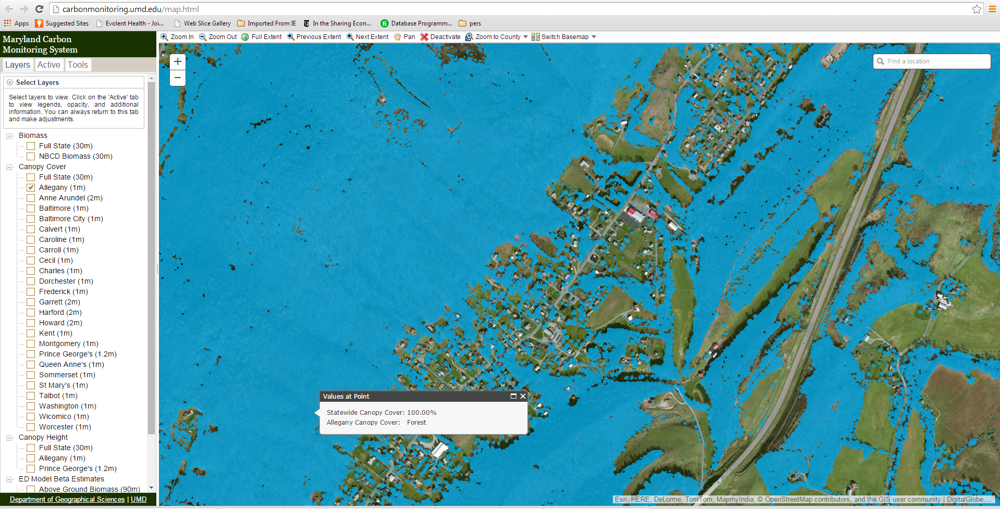 carbonmonitoring.umd.edu/map.html
Apps Suggested Sites Evolent Health - Joi... Web Slice Gallery Imported From IE In the Sharing Econ... Database Programm... pers
Maryland Carbon
Monitoring System
Zoom In Zoom Out Full Extent Previous Extent Next Extent Pan Deactivate Zoom to County Switch Basemap
Layers Active Tools
+
−
Find a location
Select Layers
Select layers to view. Click on the 'Active' tab
to view legends, opacity, and additional
information. You can always return to this tab
and make adjustments.
Biomass
Full State (30m)
NBCD Biomass (30m)
Canopy Cover
Full State (30m)
Allegany (1m)
Anne Arundel (2m)
Baltimore (1m)
Baltimore City (1m)
Calvert (1m)
Caroline (1m)
Carroll (1m)
Cecil (1m)
Charles (1m)
Dorchester (1m)
Frederick (1m)
Garrett (2m)
Harford (2m)
Howard (2m)
Kent (1m)
Montgomery (1m)
Prince George's (1.2m)
Queen Anne's (1m)
Sommerset (1m)
St Mary's (1m)
Talbot (1m)
Washington (1m)
Wicomico (1m)
Worcester (1m)
Canopy Height
Full State (30m)
Allegany (1m)
Prince George's (1.2m)
ED Model Beta Estimates
Above Ground Biomass (90m)
Department of Geographical Sciences | UMD
Values at Point
Statewide Canopy Cover: 100.00%
Allegany Canopy Cover: Forest
Esri, HERE, DeLorme, TomTom, MapmyIndia, © OpenStreetMap contributors, and the GIS user community | DigitalGlobe,...